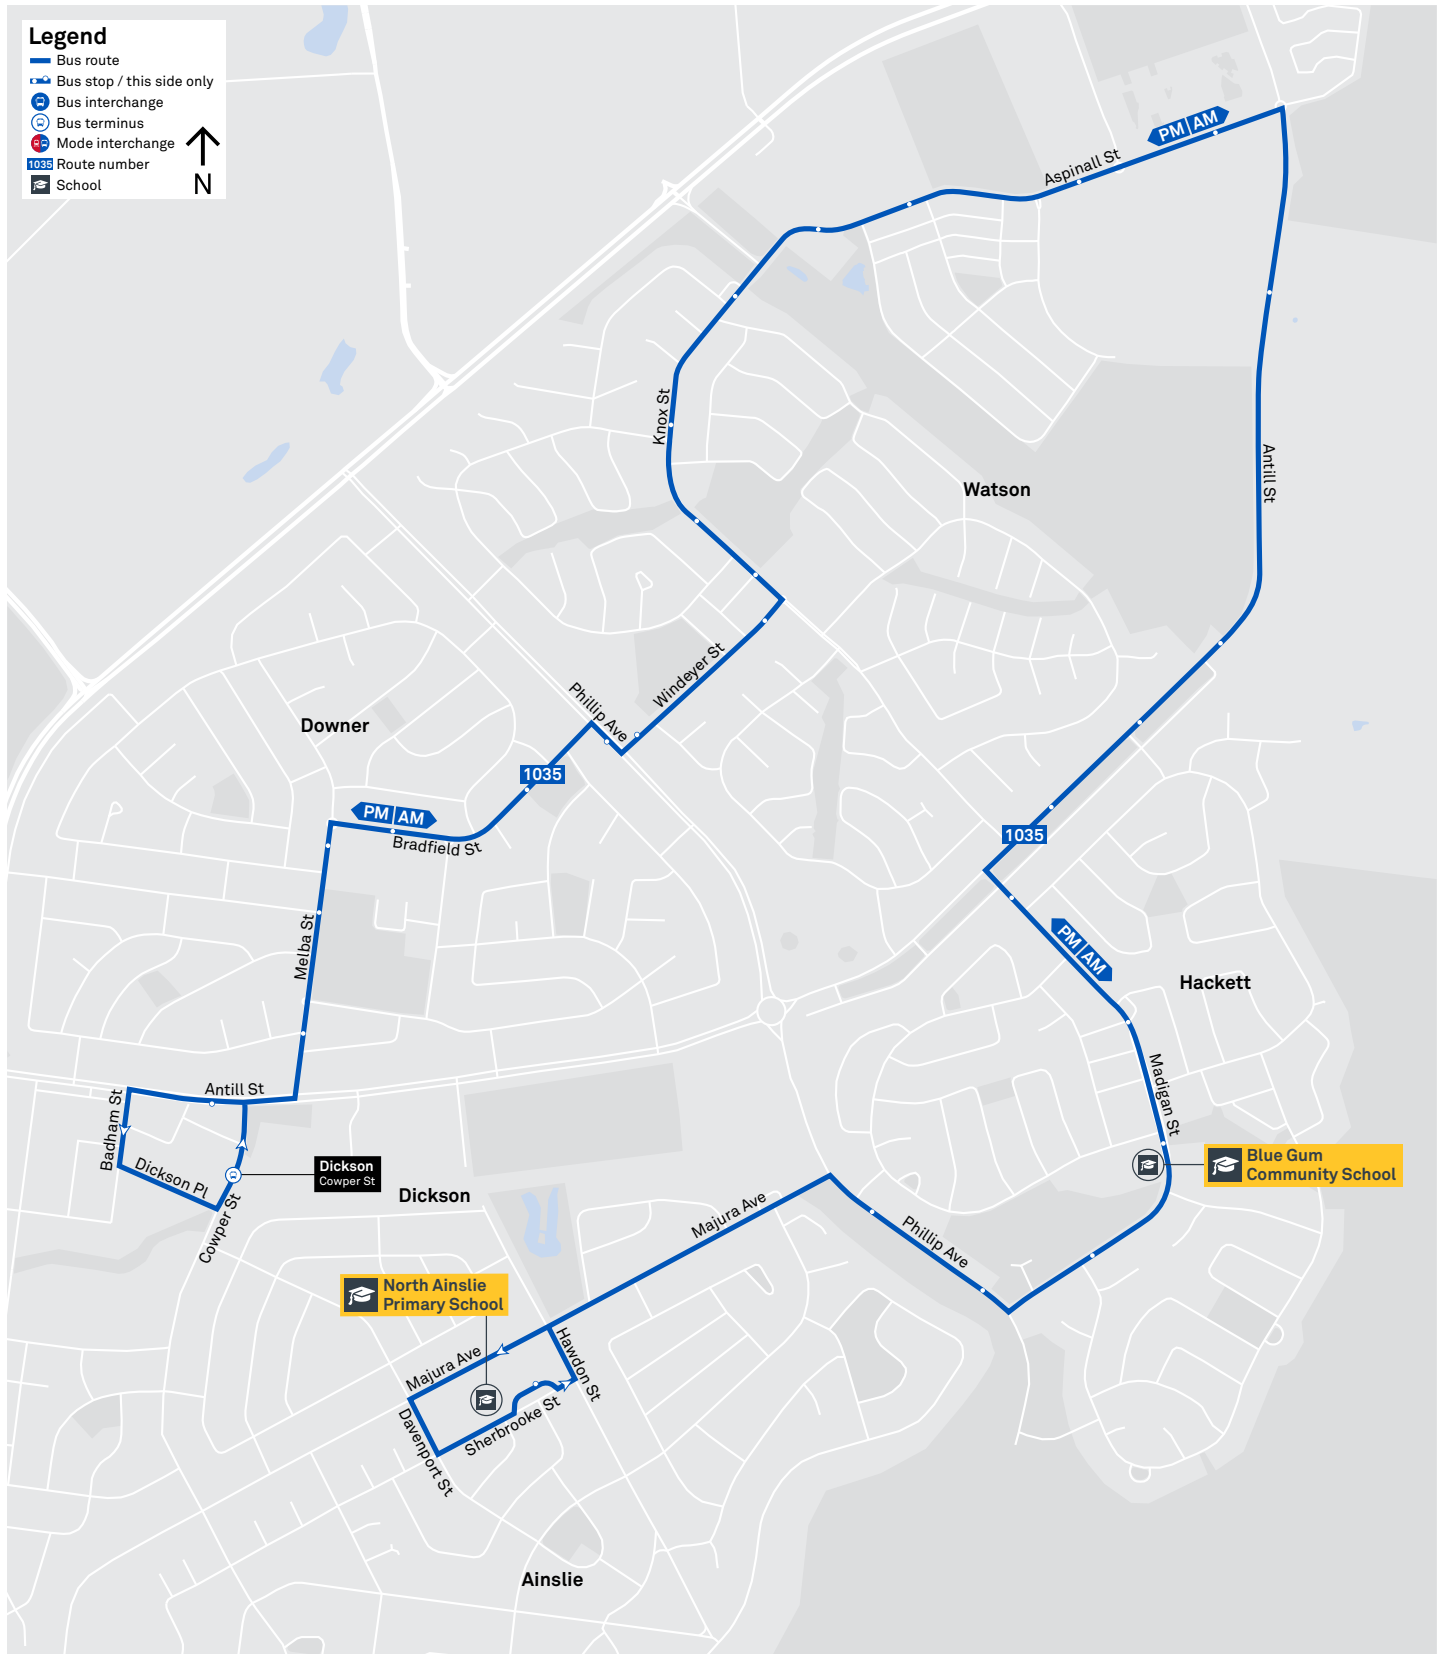 Legend
Bus route
Bus stop / this side only
Bus interchange
Bus terminus
Mode interchange
1035 Route number
School
N
PM AM
Aspinall St
Knox St
Antill St
Watson
Windeyer St
Phillip Ave
Downer
1035
PM AM
Bradfield St
1035
Melba St
PM AM
Hackett
Madigan St
Antill St
Badham St
Dickson Pl
Cowper St
Dickson
Cowper St
Dickson
Blue Gum
Community School
Majura Ave
Phillip Ave
North Ainslie
Primary School
Majura Ave
Hawdon St
Sherbrooke St
Davenport St
Ainslie